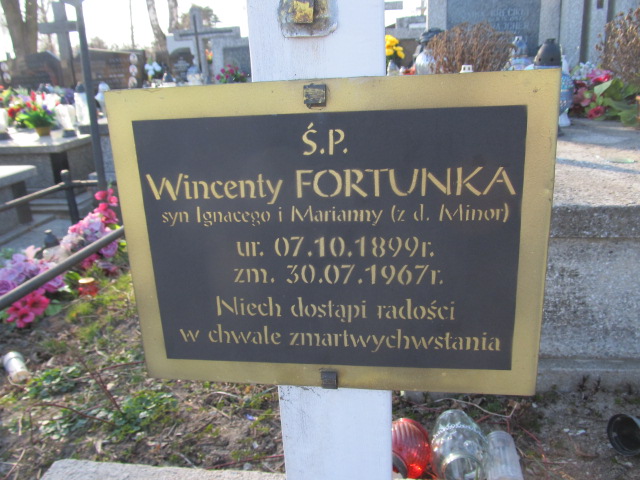 Ś.P.
Wincenty FORTUNKA
syn Ignacego i Marianny (z d. Minor)
ur. 07.10.1899r.
zm. 30.07.1967r.
Niech dostąpi radości
w chwale zmartwychwstania